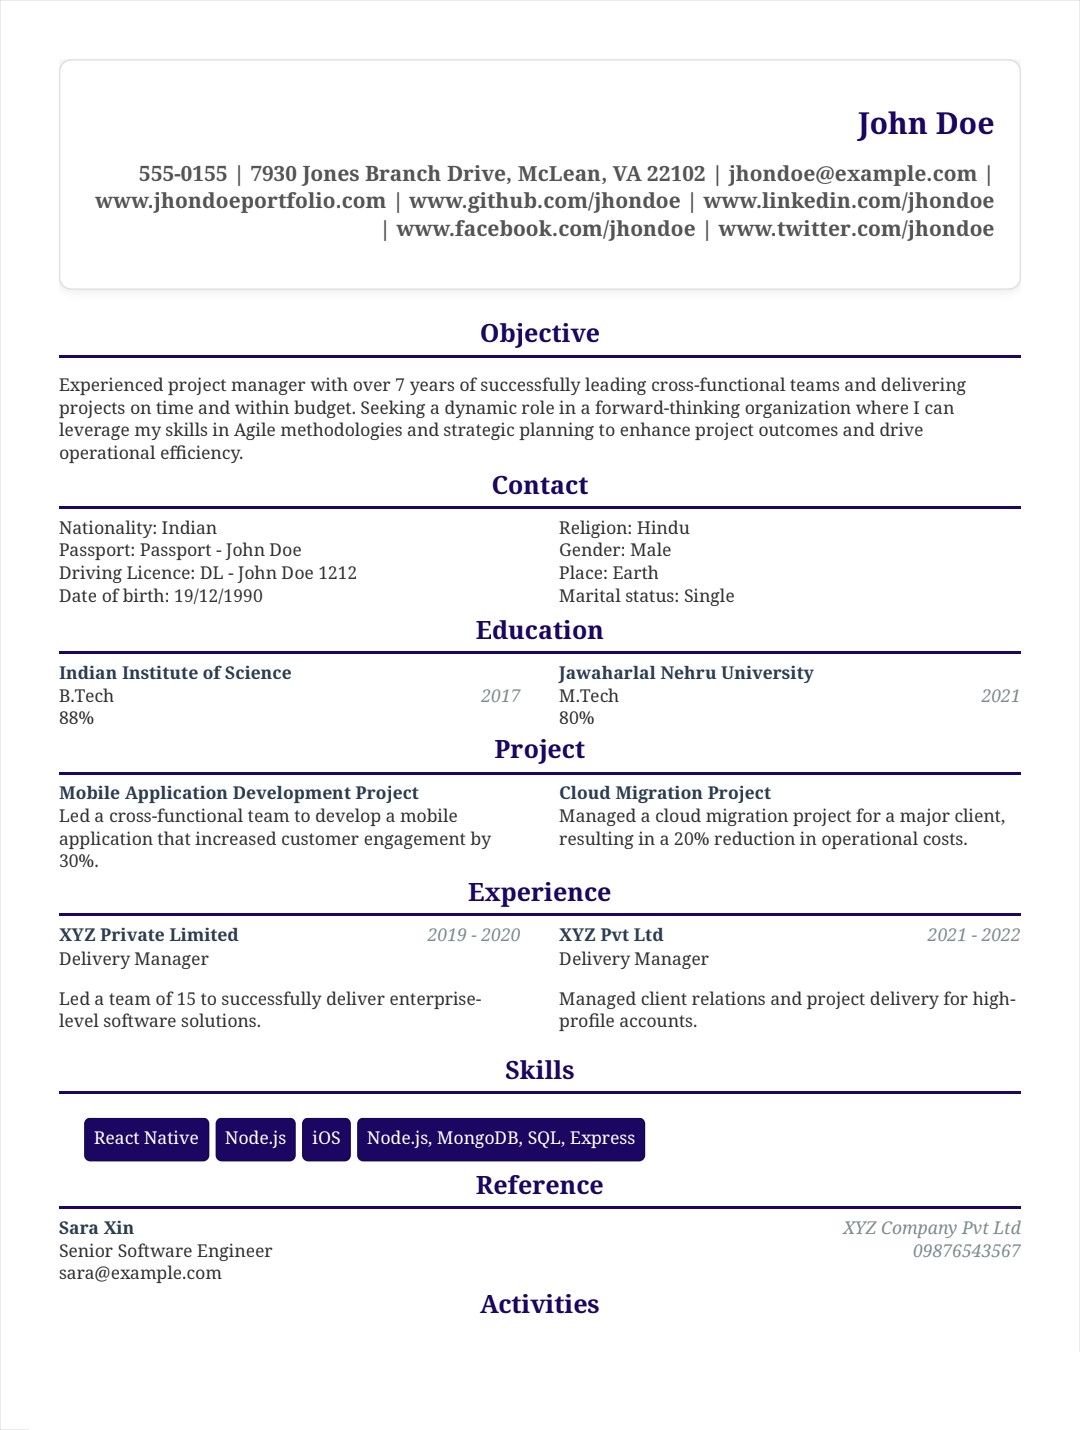 John Doe
555-0155 | 7930 Jones Branch Drive, McLean, VA 22102 | jhondoe@example.com |
www.jhondoeportfolio.com | www.github.com/jhondoe | www.linkedin.com/jhondoe
| www.facebook.com/jhondoe | www.twitter.com/jhondoe
Objective
Experienced project manager with over 7 years of successfully leading cross-functional teams and delivering
projects on time and within budget. Seeking a dynamic role in a forward-thinking organization where I can
leverage my skills in Agile methodologies and strategic planning to enhance project outcomes and drive
operational efficiency.
Contact
Nationality: Indian
Passport: Passport - John Doe
Driving Licence: DL - John Doe 1212
Date of birth: 19/12/1990
Religion: Hindu
Gender: Male
Place: Earth
Marital status: Single
Education
Indian Institute of Science
B.Tech 2017
88%
Jawaharlal Nehru University
M.Tech 2021
80%
Project
Mobile Application Development Project
Led a cross-functional team to develop a mobile
application that increased customer engagement by
30%.
Cloud Migration Project
Managed a cloud migration project for a major client,
resulting in a 20% reduction in operational costs.
Experience
XYZ Private Limited 2019 - 2020
Delivery Manager
Led a team of 15 to successfully deliver enterprise-
level software solutions.
XYZ Pvt Ltd 2021 - 2022
Delivery Manager
Managed client relations and project delivery for high-
profile accounts.
Skills
React Native Node.js iOS Node.js, MongoDB, SQL, Express
Reference
Sara Xin XYZ Company Pvt Ltd
Senior Software Engineer 09876543567
sara@example.com
Activities